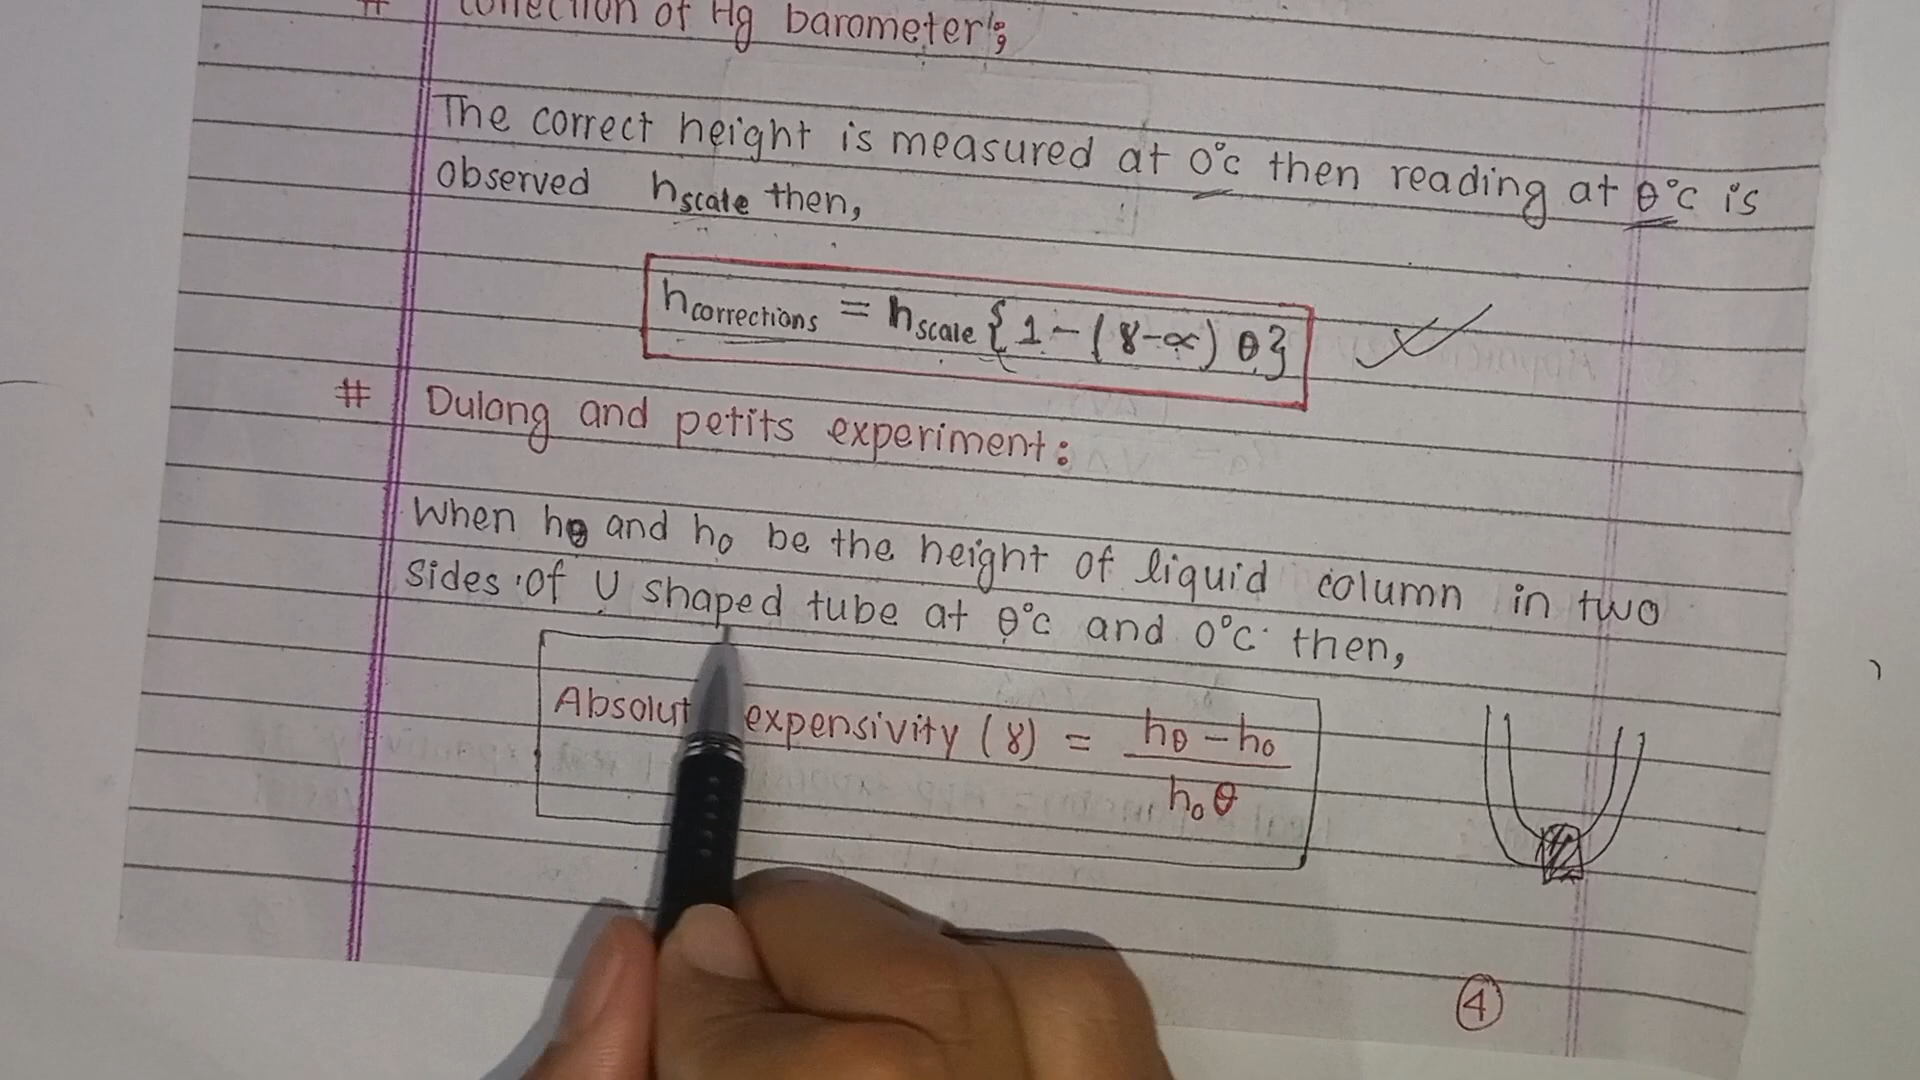 # correction of Hg barometer:
The correct height is measured at 0°c then reading at θ°c is
observed hscale then,
hcorrections = hscale {1 - (γ-α) θ}
# Dulong and petits experiment:
When hθ and h₀ be the height of liquid column in two
sides of U shaped tube at θ°c and 0°c then,
Absolut expensivity (γ) = hθ - h₀
h₀θ
4